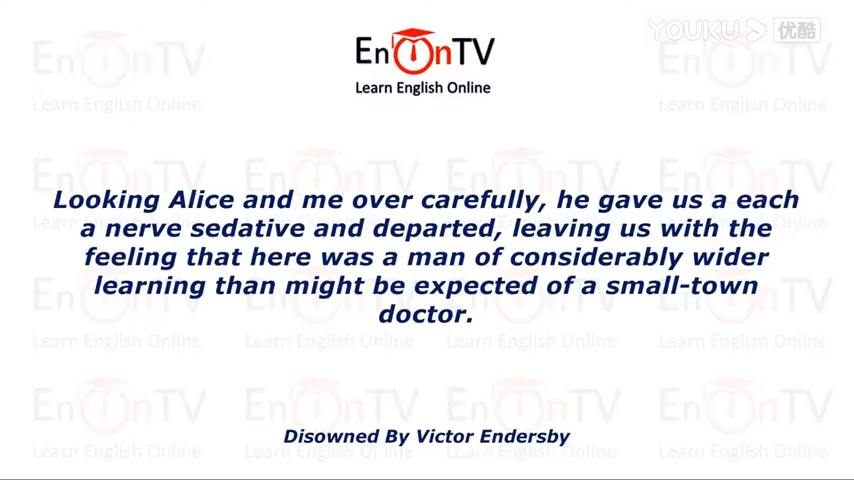 YOUKU 优酷
EnOnTV
Learn English Online
Looking Alice and me over carefully, he gave us a each
a nerve sedative and departed, leaving us with the
feeling that here was a man of considerably wider
learning than might be expected of a small-town
doctor.
Disowned By Victor Endersby